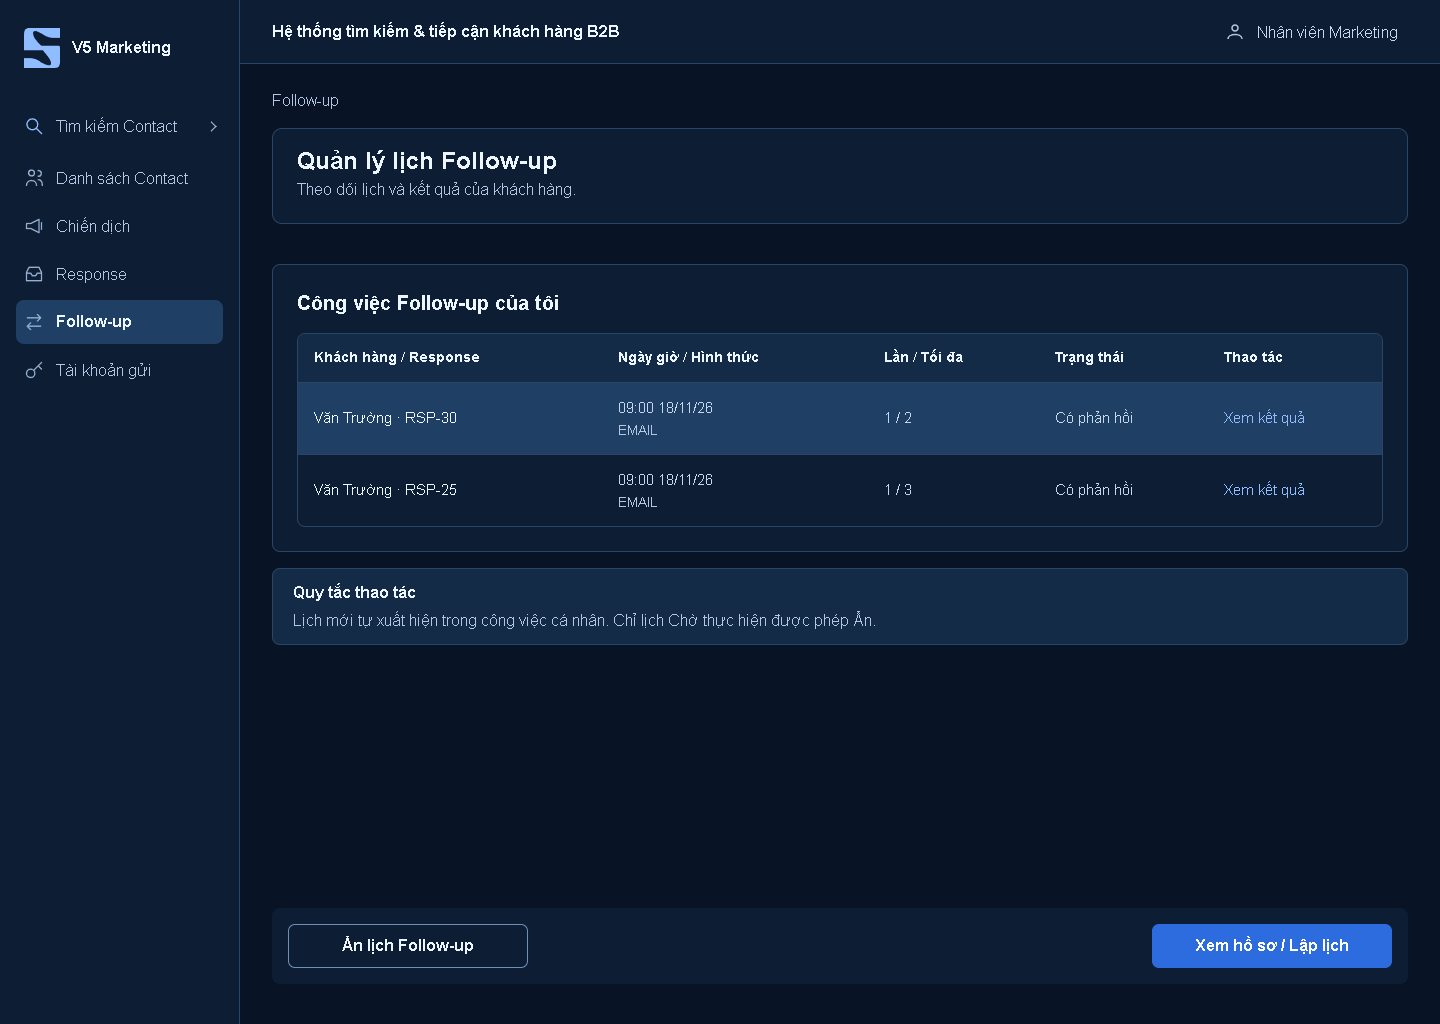 V5 Marketing
Hệ thống tìm kiếm & tiếp cận khách hàng B2B
Nhân viên Marketing
Tìm kiếm Contact
Danh sách Contact
Chiến dịch
Response
Follow-up
Tài khoản gửi
Follow-up
Quản lý lịch Follow-up
Theo dõi lịch và kết quả của khách hàng.
Công việc Follow-up của tôi
Khách hàng / Response Ngày giờ / Hình thức Lần / Tối đa Trạng thái Thao tác
Văn Trường · RSP-30 09:00 18/11/26 1 / 2 Có phản hồi Xem kết quả
EMAIL
Văn Trường · RSP-25 09:00 18/11/26 1 / 3 Có phản hồi Xem kết quả
EMAIL
Quy tắc thao tác
Lịch mới tự xuất hiện trong công việc cá nhân. Chỉ lịch Chờ thực hiện được phép Ẩn.
Ẩn lịch Follow-up
Xem hồ sơ / Lập lịch